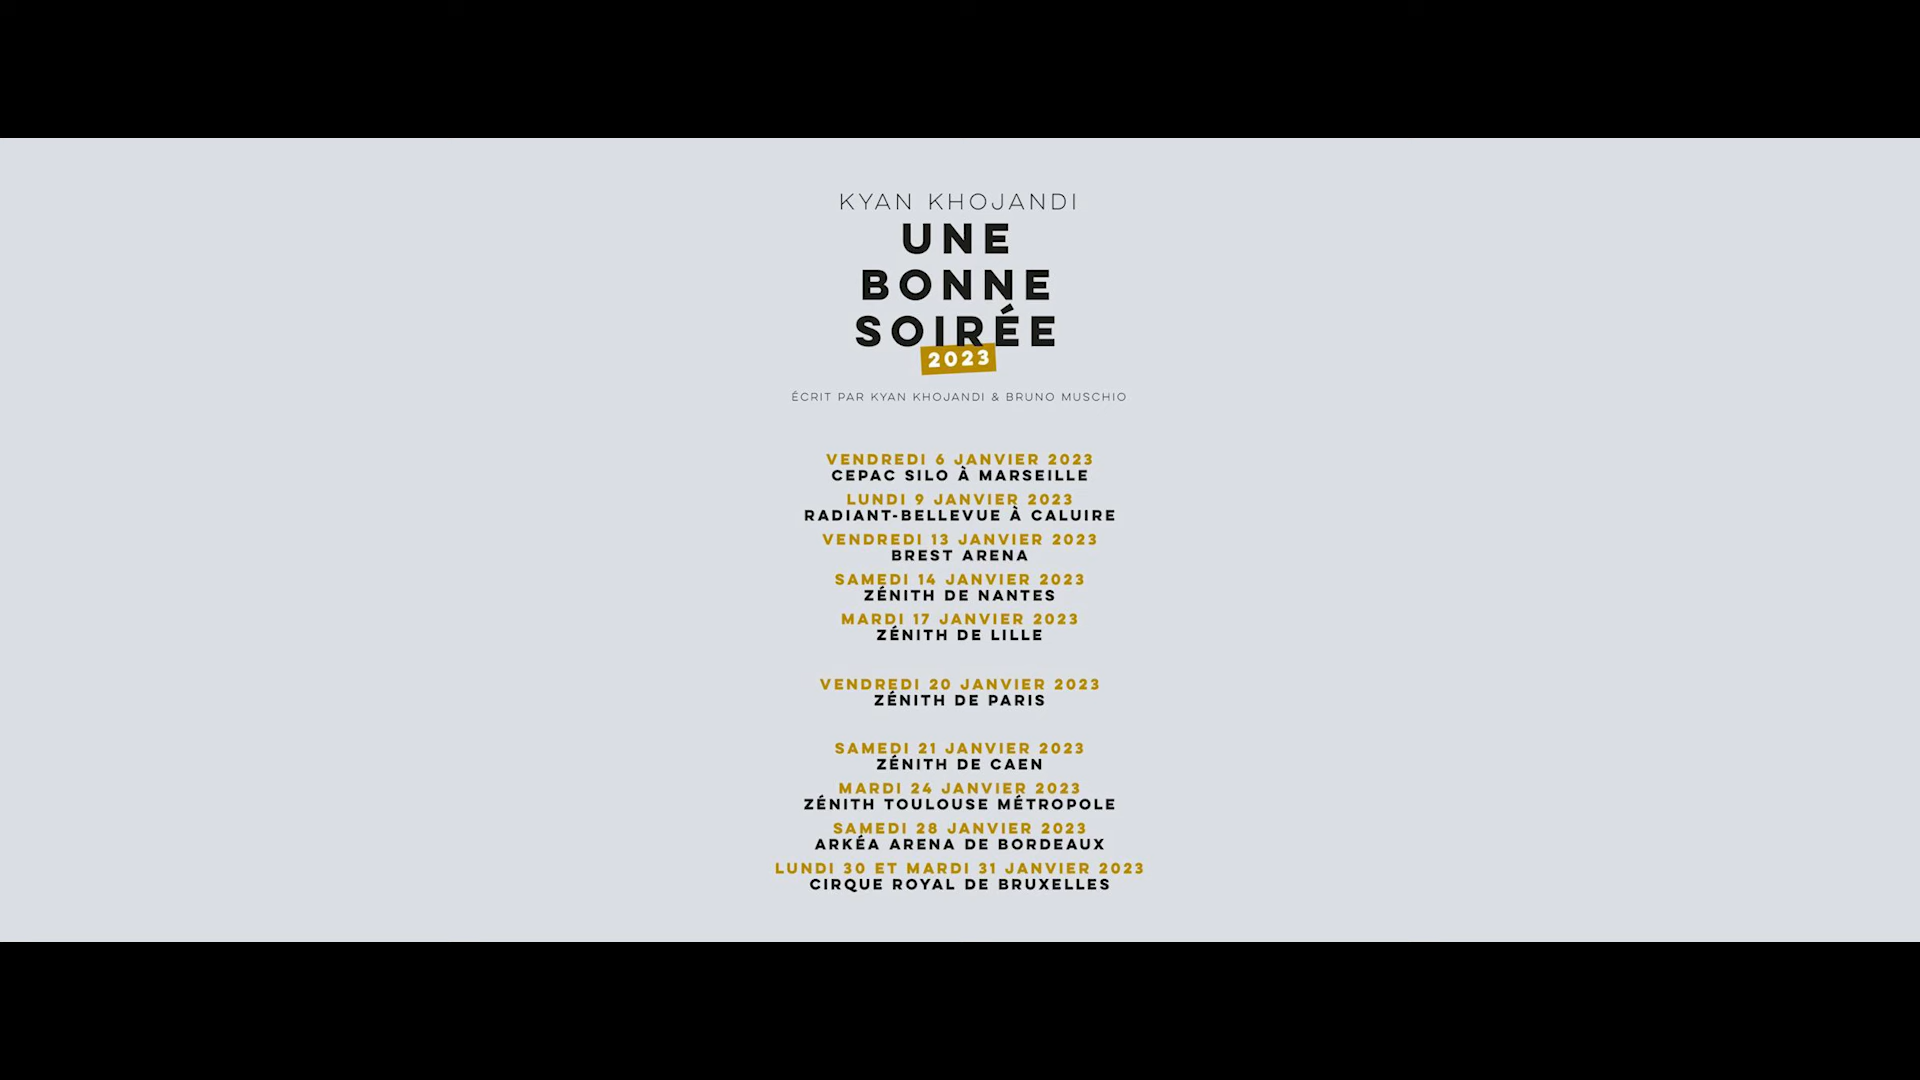 KYAN KHOJANDI
UNE
BONNE
SOIRÉE
2023
ÉCRIT PAR KYAN KHOJANDI & BRUNO MUSCHIO
VENDREDI 6 JANVIER 2023
CEPAC SILO À MARSEILLE
LUNDI 9 JANVIER 2023
RADIANT-BELLEVUE À CALUIRE
VENDREDI 13 JANVIER 2023
BREST ARENA
SAMEDI 14 JANVIER 2023
ZÉNITH DE NANTES
MARDI 17 JANVIER 2023
ZÉNITH DE LILLE
VENDREDI 20 JANVIER 2023
ZÉNITH DE PARIS
SAMEDI 21 JANVIER 2023
ZÉNITH DE CAEN
MARDI 24 JANVIER 2023
ZÉNITH TOULOUSE MÉTROPOLE
SAMEDI 28 JANVIER 2023
ARKÉA ARENA DE BORDEAUX
LUNDI 30 ET MARDI 31 JANVIER 2023
CIRQUE ROYAL DE BRUXELLES